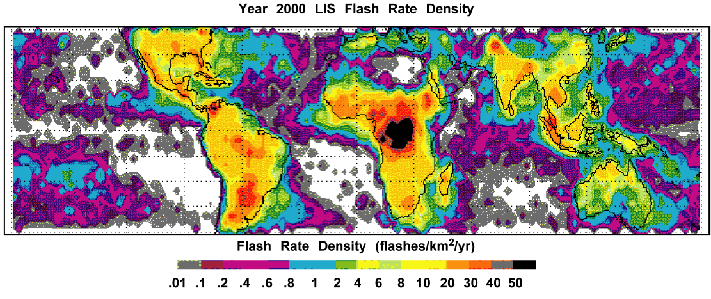 Year 2000 LIS Flash Rate Density
Flash Rate Density (flashes/km²/yr)
.01 .1 .2 .4 .6 .8 1 2 4 6 8 10 20 30 40 50